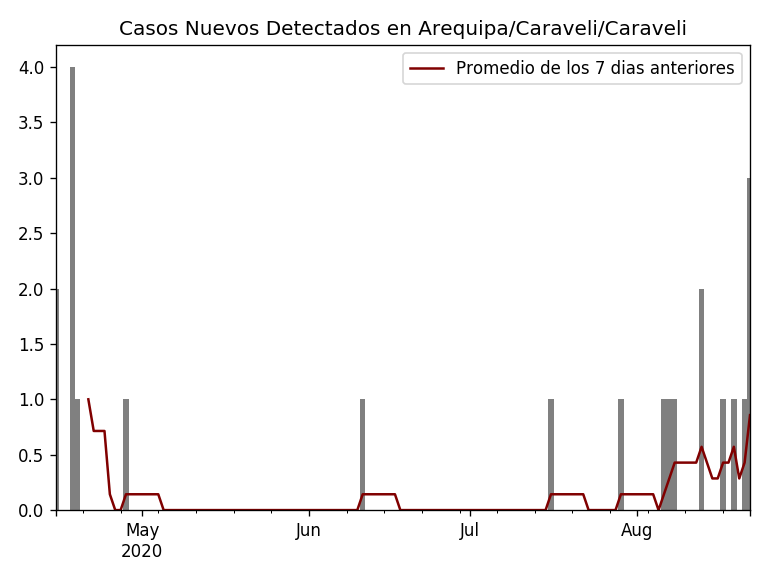 Casos Nuevos Detectados en Arequipa/Caraveli/Caraveli
Promedio de los 7 dias anteriores
4.0
3.5
3.0
2.5
2.0
1.5
1.0
0.5
0.0
May
2020
Jun
Jul
Aug